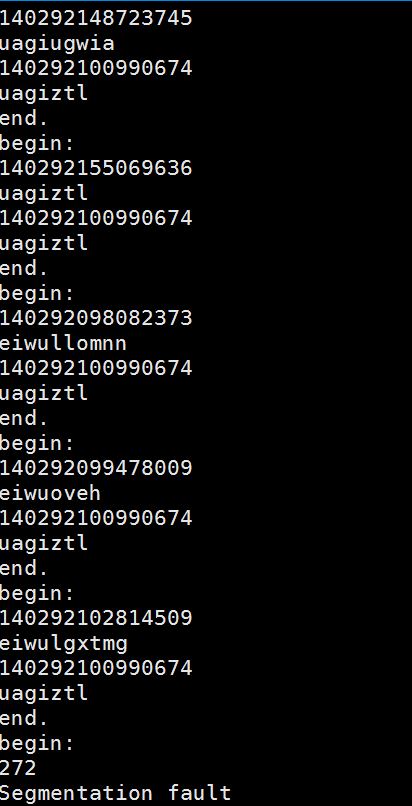 140292148723745
uagiugwia
140292100990674
uagiztl
end.
begin:
140292155069636
uagiztl
140292100990674
uagiztl
end.
begin:
140292098082373
eiwullomnn
140292100990674
uagiztl
end.
begin:
140292099478009
eiwuoveh
140292100990674
uagiztl
end.
begin:
140292102814509
eiwulgxtmg
140292100990674
uagiztl
end.
begin:
272
Segmentation fault